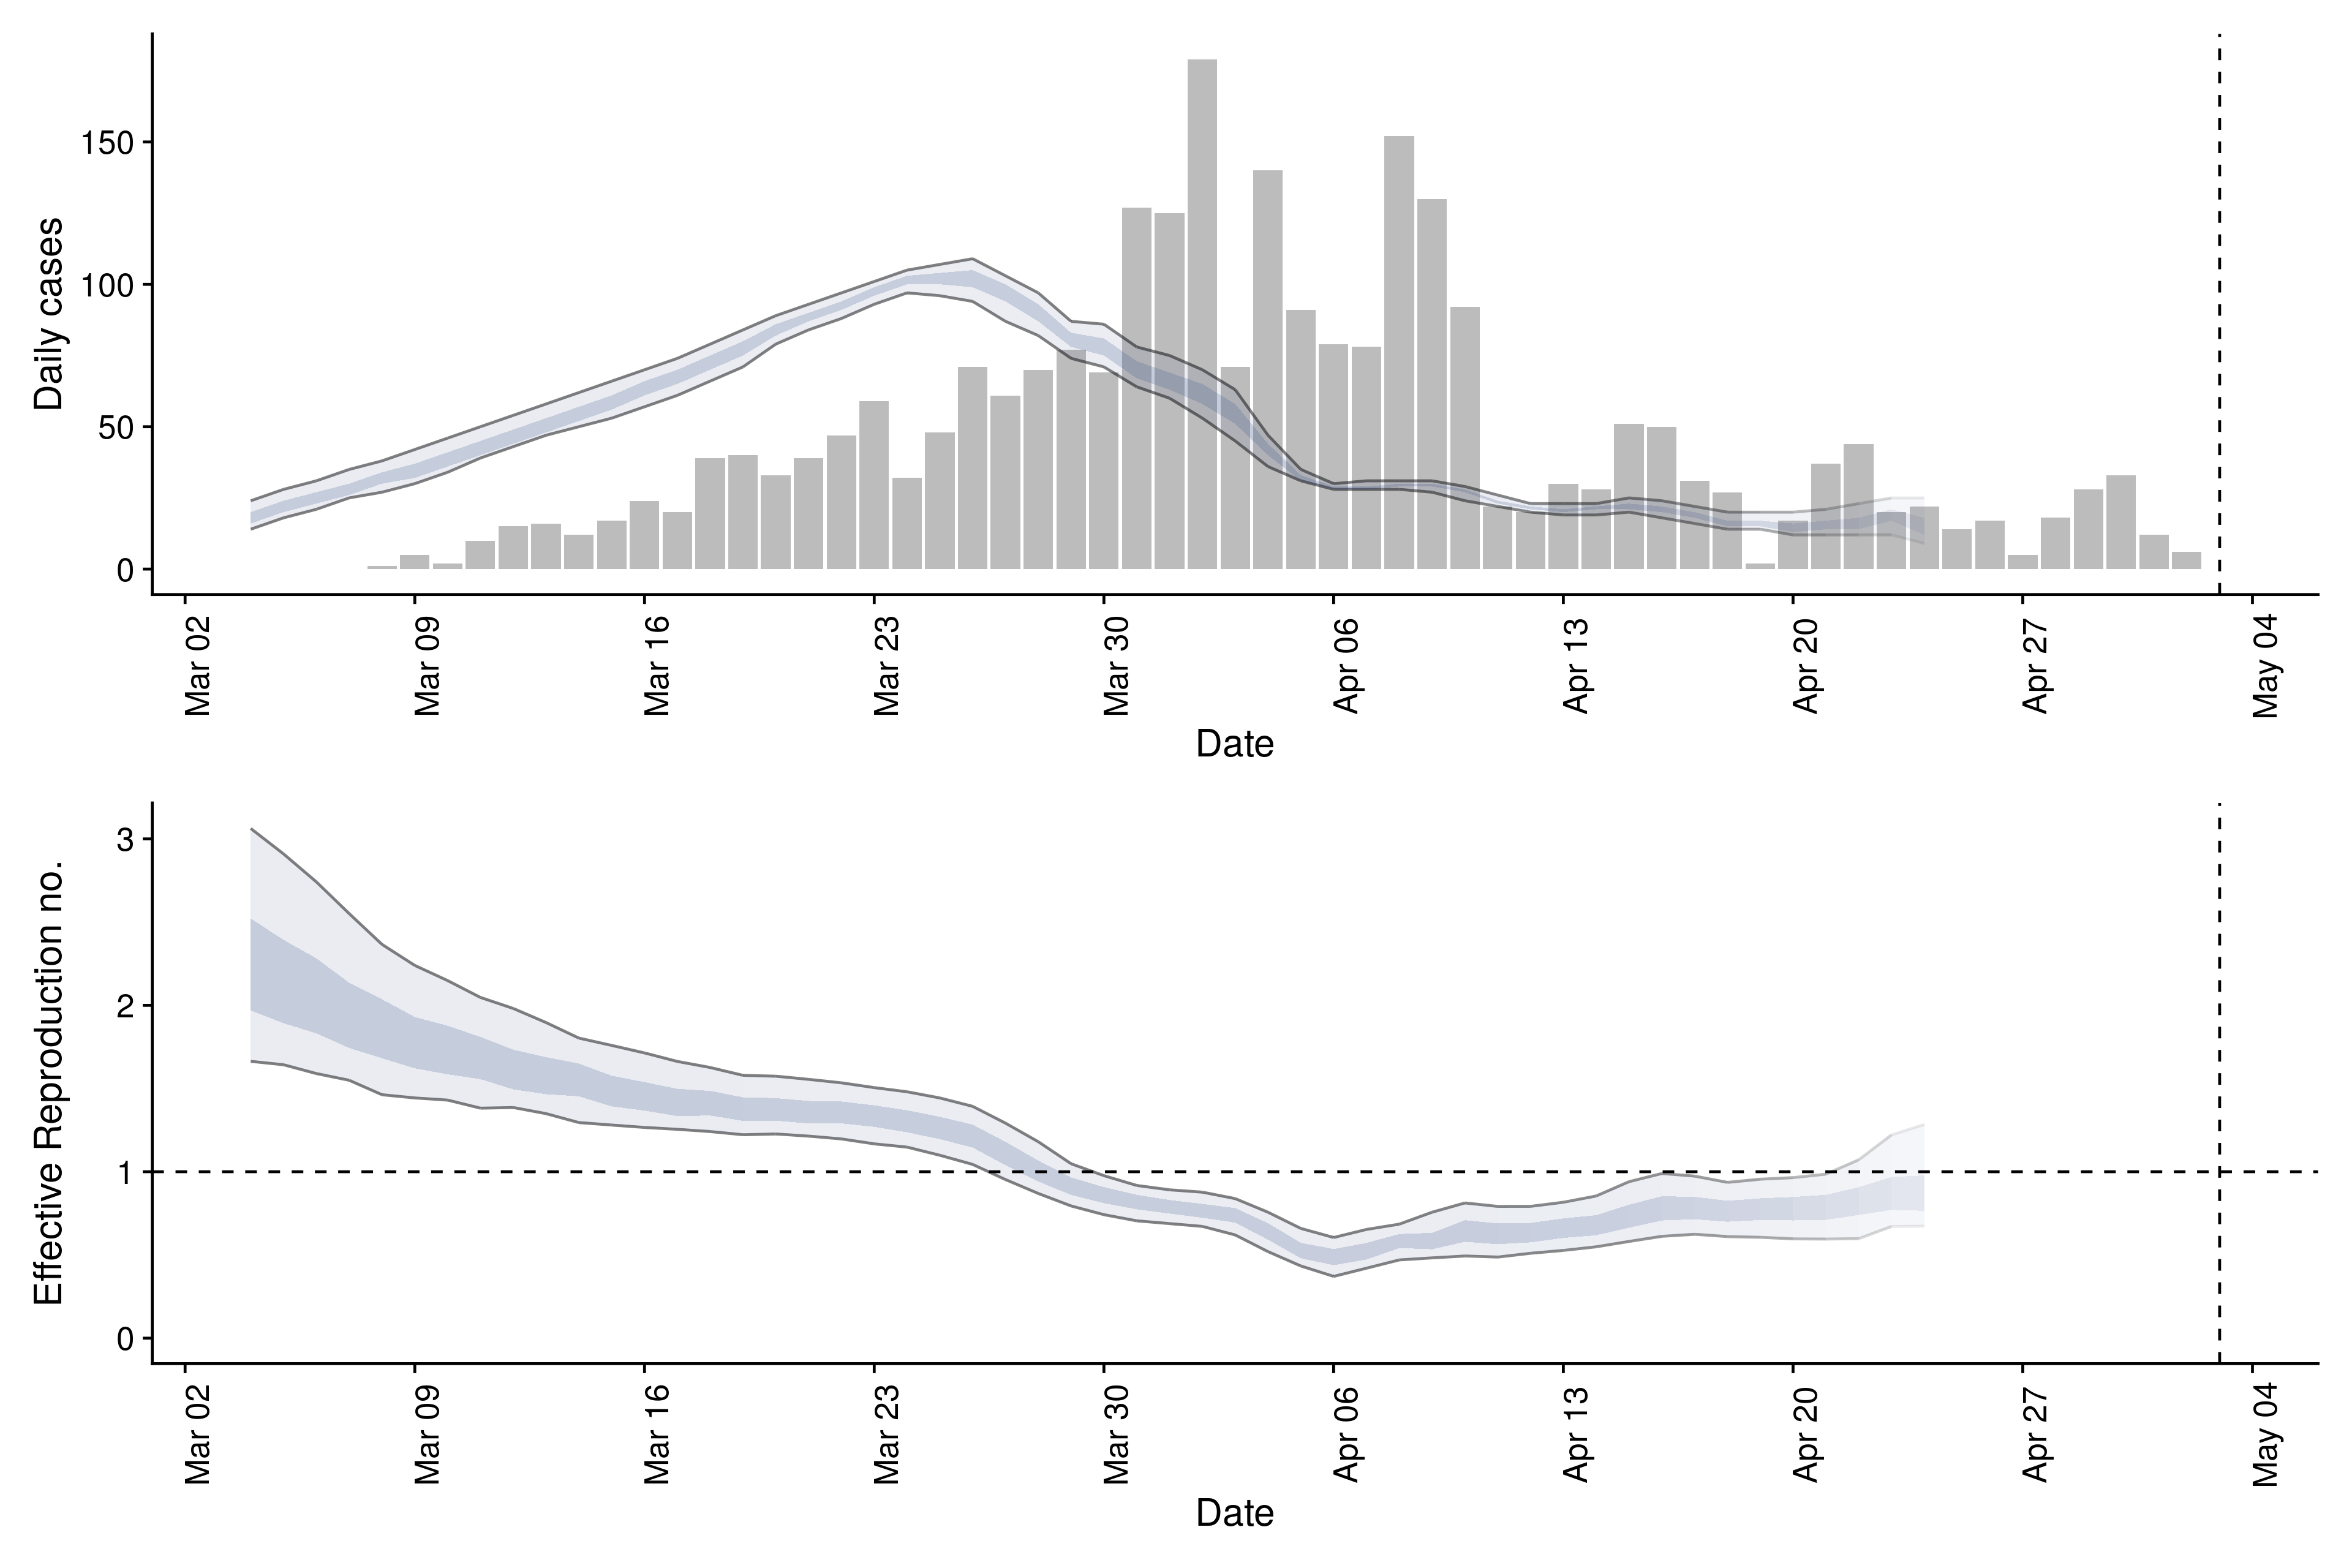 Daily cases
150
100
50
0
Mar 02
Mar 09
Mar 16
Mar 23
Mar 30
Apr 06
Apr 13
Apr 20
Apr 27
May 04
Date
Effective Reproduction no.
3
2
1
0
Mar 02
Mar 09
Mar 16
Mar 23
Mar 30
Apr 06
Apr 13
Apr 20
Apr 27
May 04
Date